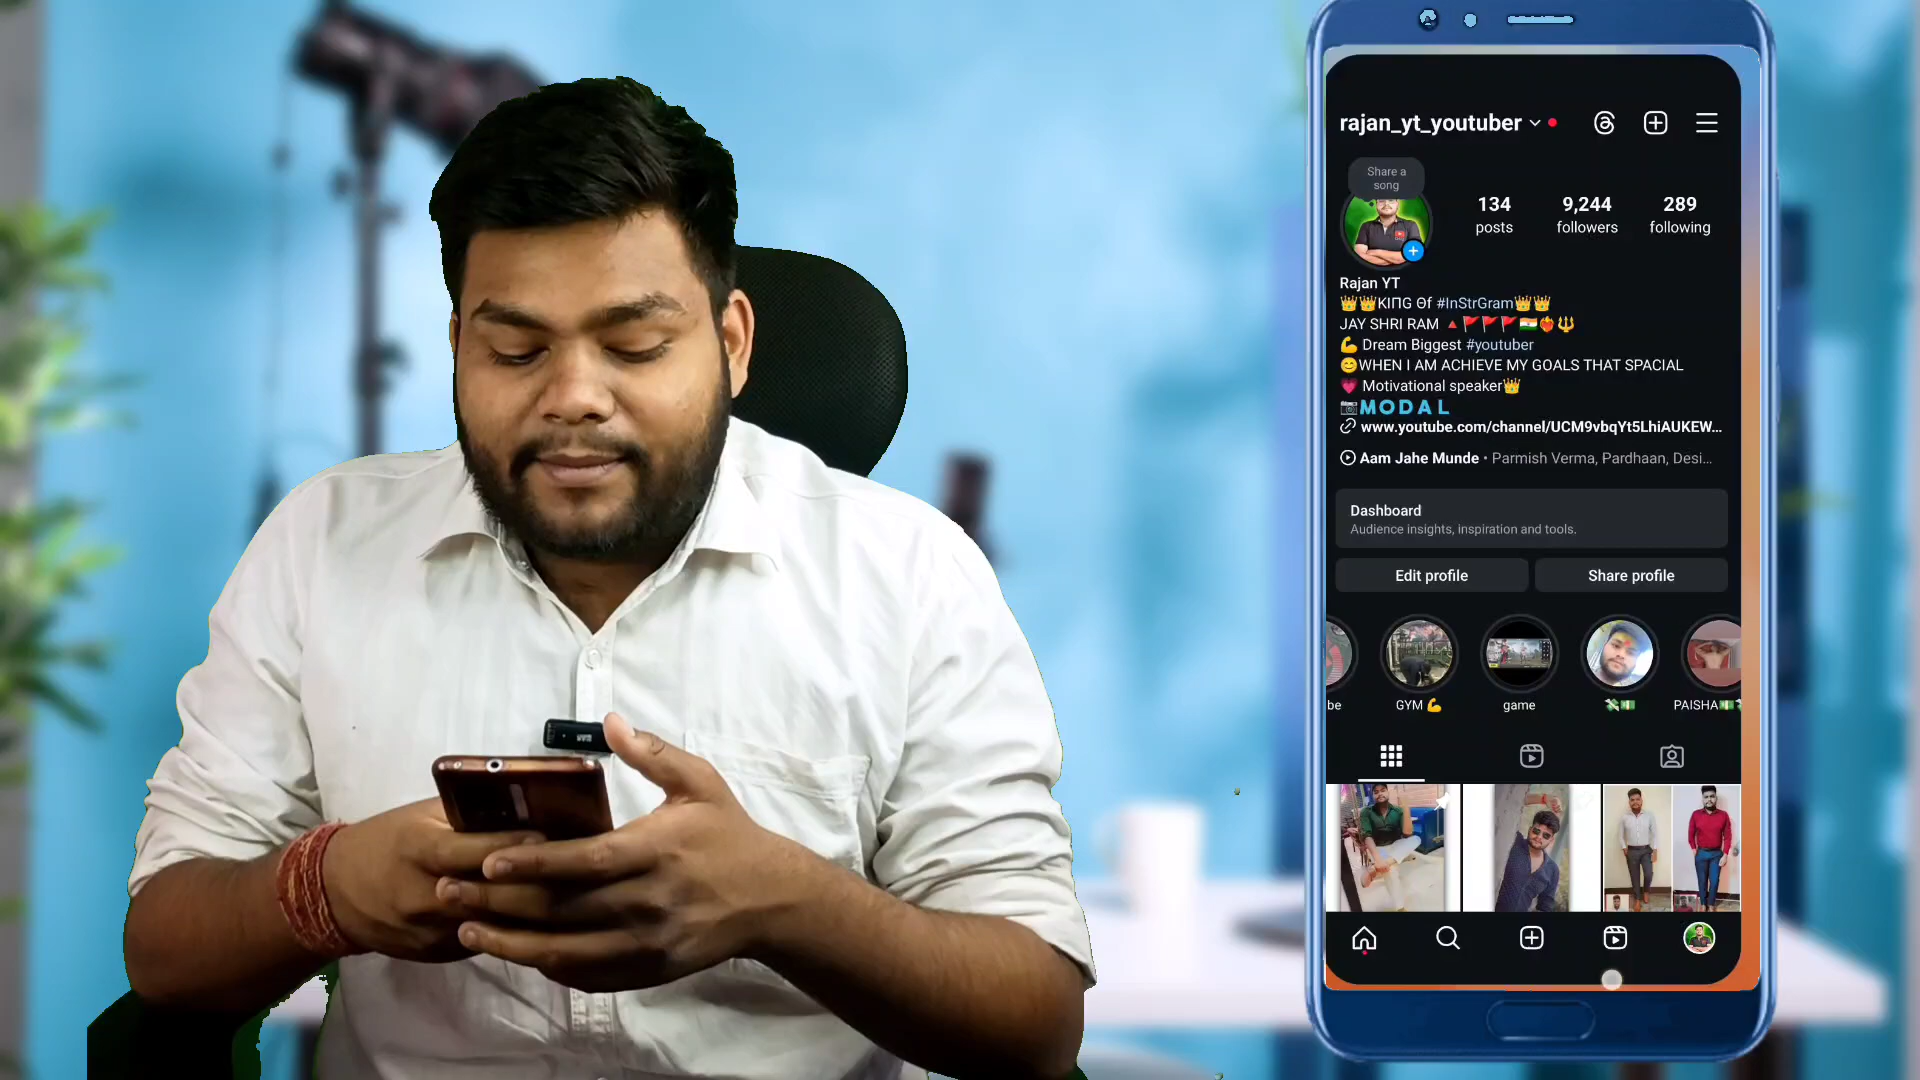 rajan_yt_youtuber
Share a
song
134
posts
9,244
followers
289
following
Rajan YT
👑👑KIПG Θf #InStrGram👑👑
JAY SHRI RAM 🔺🚩🚩🚩🇮🇳❤️‍🔥🔱
💪 Dream Biggest #youtuber
😊WHEN I AM ACHIEVE MY GOALS THAT SPACIAL
💗 Motivational speaker👑
📷MODAL
www.youtube.com/channel/UCM9vbqYt5LhiAUKEW...
Aam Jahe Munde • Parmish Verma, Pardhaan, Desi...
Dashboard
Audience insights, inspiration and tools.
Edit profile
Share profile
be
GYM 💪
game
💸💵
PAISHA💵